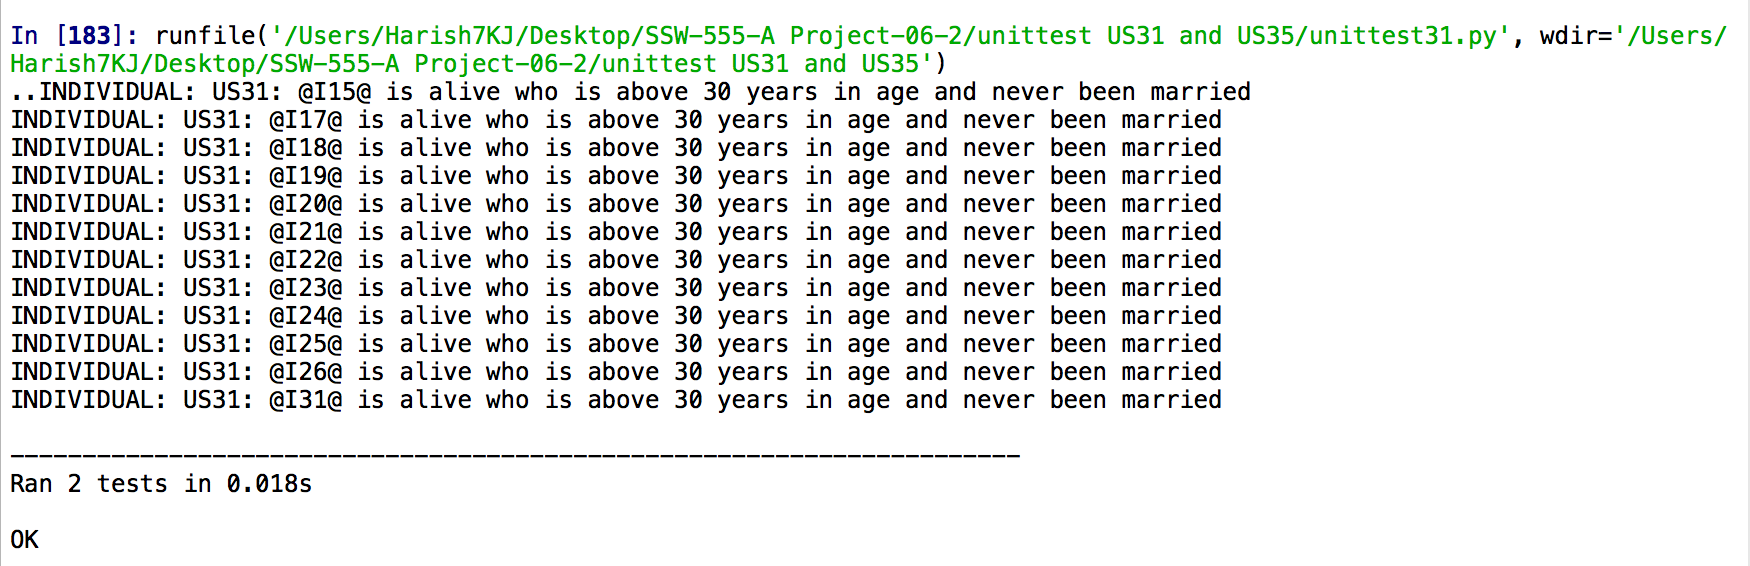 In [183]: runfile('/Users/Harish7KJ/Desktop/SSW-555-A Project-06-2/unittest US31 and US35/unittest31.py', wdir='/Users/
Harish7KJ/Desktop/SSW-555-A Project-06-2/unittest US31 and US35')
..INDIVIDUAL: US31: @I15@ is alive who is above 30 years in age and never been married
INDIVIDUAL: US31: @I17@ is alive who is above 30 years in age and never been married
INDIVIDUAL: US31: @I18@ is alive who is above 30 years in age and never been married
INDIVIDUAL: US31: @I19@ is alive who is above 30 years in age and never been married
INDIVIDUAL: US31: @I20@ is alive who is above 30 years in age and never been married
INDIVIDUAL: US31: @I21@ is alive who is above 30 years in age and never been married
INDIVIDUAL: US31: @I22@ is alive who is above 30 years in age and never been married
INDIVIDUAL: US31: @I23@ is alive who is above 30 years in age and never been married
INDIVIDUAL: US31: @I24@ is alive who is above 30 years in age and never been married
INDIVIDUAL: US31: @I25@ is alive who is above 30 years in age and never been married
INDIVIDUAL: US31: @I26@ is alive who is above 30 years in age and never been married
INDIVIDUAL: US31: @I31@ is alive who is above 30 years in age and never been married
----------------------------------------------------------------------
Ran 2 tests in 0.018s
OK